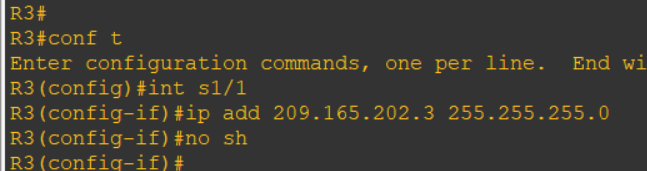 R3#
R3#conf t
Enter configuration commands, one per line.  End wi
R3(config)#int s1/1
R3(config-if)#ip add 209.165.202.3 255.255.255.0
R3(config-if)#no sh
R3(config-if)#